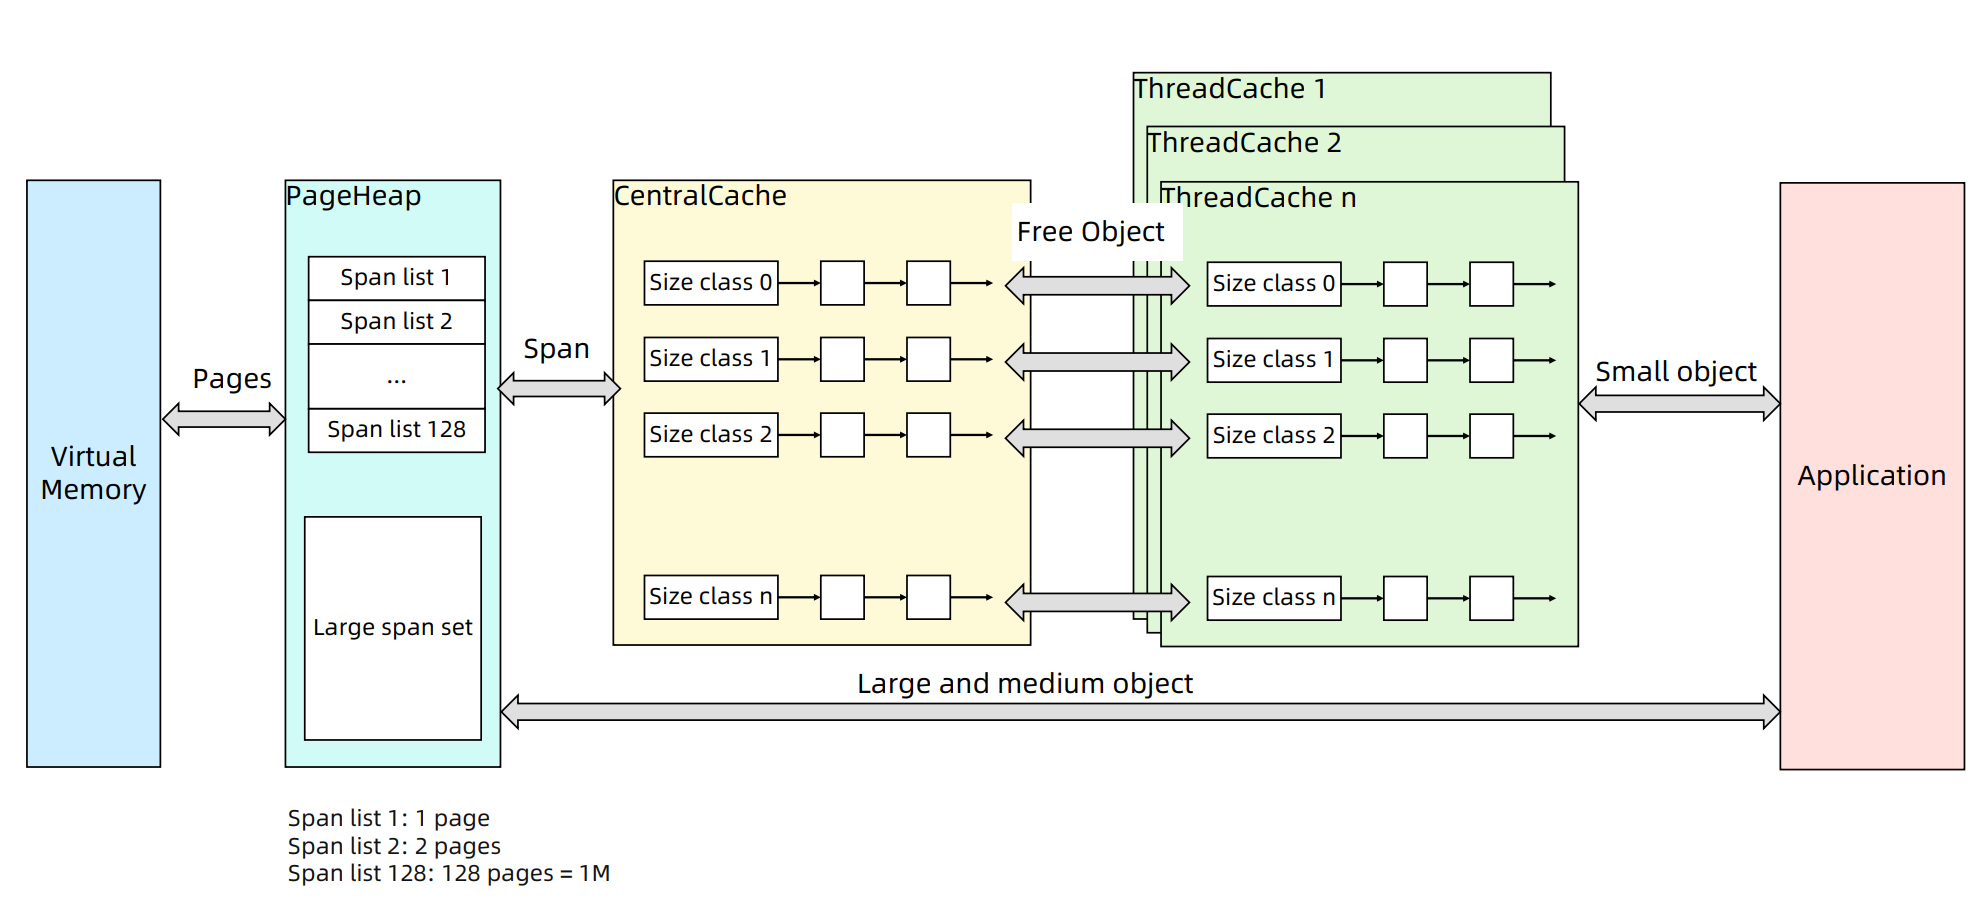 ThreadCache 1
ThreadCache 2
ThreadCache n
PageHeap
CentralCache
Free Object
Span list 1
Span list 2
...
Span list 128
Large span set
Pages
Span
Virtual
Memory
Size class 0
Size class 1
Size class 2
Size class n
Size class 0
Size class 1
Size class 2
Size class n
Small object
Application
Large and medium object
Span list 1: 1 page
Span list 2: 2 pages
Span list 128: 128 pages = 1M